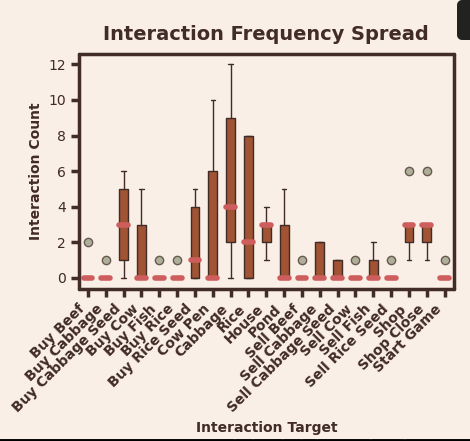 Interaction Frequency Spread
Interaction Count
12
10
8
6
4
2
0
Buy Beef
Buy Cabbage
Buy Cabbage Seed
Buy Cow
Buy Fish
Buy Rice
Buy Rice Seed
Cow Pen
Cabbage
Rice
House
Pond
Sell Beef
Sell Cabbage
Sell Cabbage Seed
Sell Cow
Sell Fish
Sell Rice Seed
Shop
Shop Close
Start Game
Interaction Target